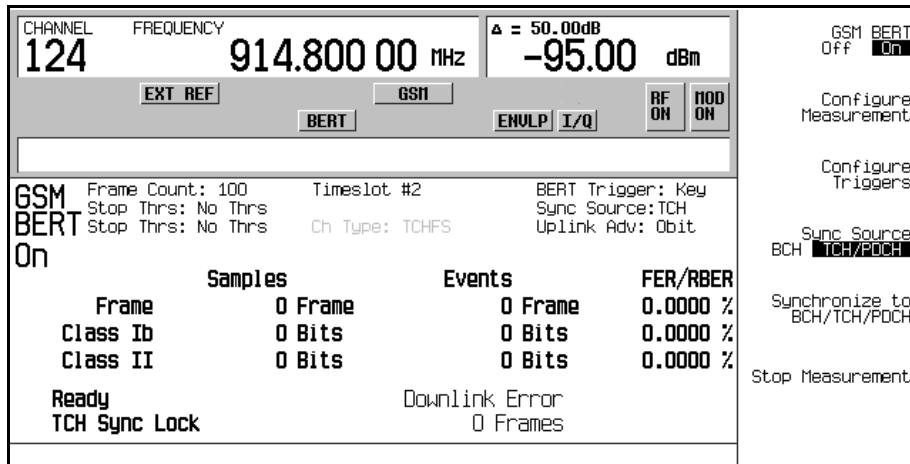 CHANNEL FREQUENCY Δ = 50.00dB
124 914.800 00 MHz -95.00 dBm
EXT REF GSM RF ON MOD ON
BERT ENVLP I/Q
GSM BERT On
Frame Count: 100 Timeslot #2 BERT Trigger: Key
Stop Thrs: No Thrs Sync Source:TCH
Stop Thrs: No Thrs Ch Type: TCHFS Uplink Adv: 0bit
Samples Events FER/RBER
Frame 0 Frame 0 Frame 0.0000 %
Class Ib 0 Bits 0 Bits 0.0000 %
Class II 0 Bits 0 Bits 0.0000 %
Ready Downlink Error
TCH Sync Lock 0 Frames
GSM BERT
Off On
Configure
Measurement
Configure
Triggers
Sync Source
BCH TCH/PDCH
Synchronize to
BCH/TCH/PDCH
Stop Measurement